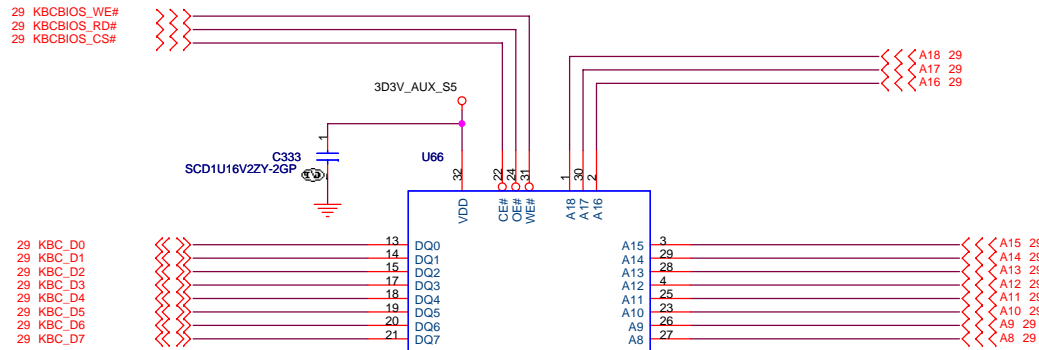 29 KBCBIOS_WE#
29 KBCBIOS_RD#
29 KBCBIOS_CS#
A18 29
A17 29
A16 29
3D3V_AUX_S5
1
C333
SCD1U16V2ZY-2GP
U66
32
22
24
31
1
30
2
VDD
CE#
OE#
WE#
A18
A17
A16
29 KBC_D0 13 DQ0
29 KBC_D1 14 DQ1
29 KBC_D2 15 DQ2
29 KBC_D3 17 DQ3
29 KBC_D4 18 DQ4
29 KBC_D5 19 DQ5
29 KBC_D6 20 DQ6
29 KBC_D7 21 DQ7
A15 3 A15 29
A14 29 A14 29
A13 28 A13 29
A12 4 A12 29
A11 25 A11 29
A10 23 A10 29
A9 26 A9 29
A8 27 A8 29